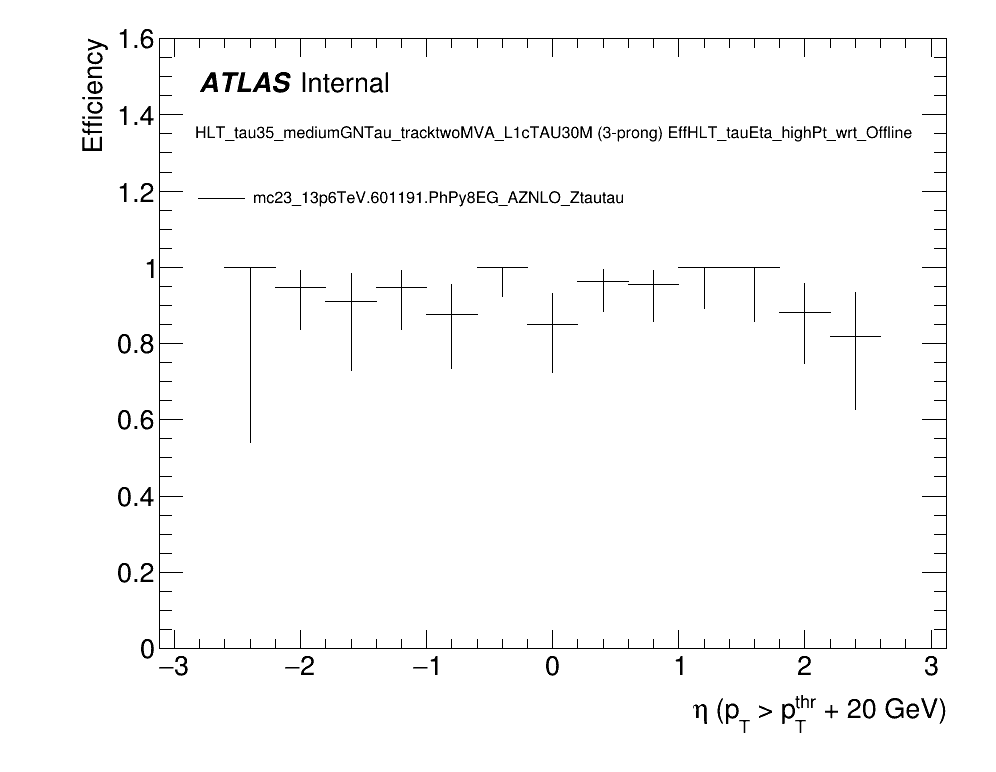 Efficiency
1.6
1.4
1.2
1
0.8
0.6
0.4
0.2
0
ATLAS Internal
HLT_tau35_mediumGNTau_tracktwoMVA_L1cTAU30M (3-prong) EffHLT_tauEta_highPt_wrt_Offline
mc23_13p6TeV.601191.PhPy8EG_AZNLO_Ztautau
−3 −2 −1 0 1 2 3
η (p_T > p_T^thr + 20 GeV)